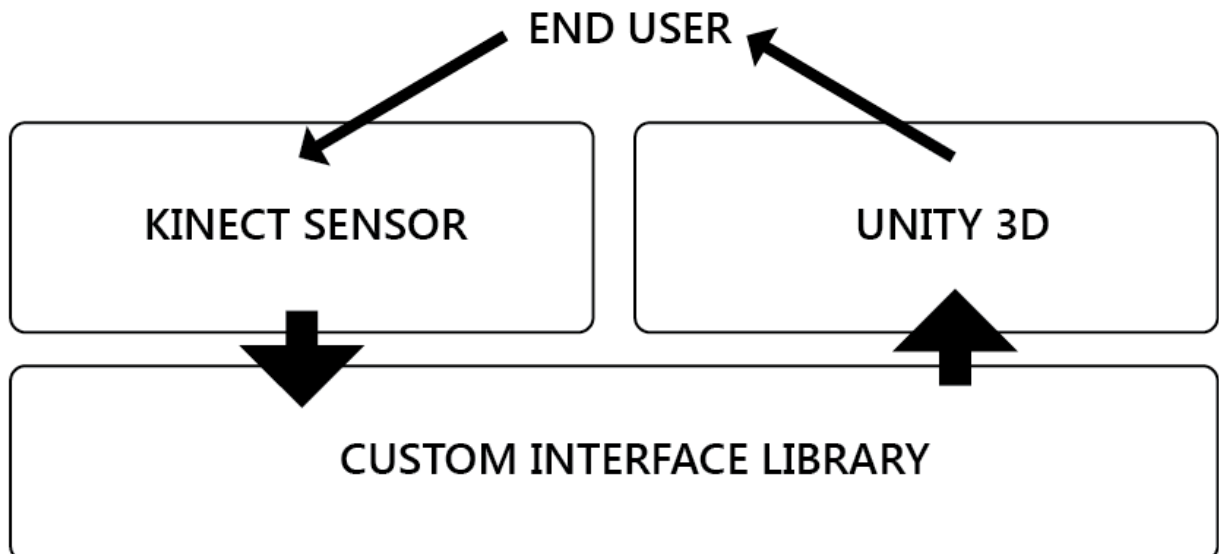 END USER
KINECT SENSOR
UNITY 3D
CUSTOM INTERFACE LIBRARY